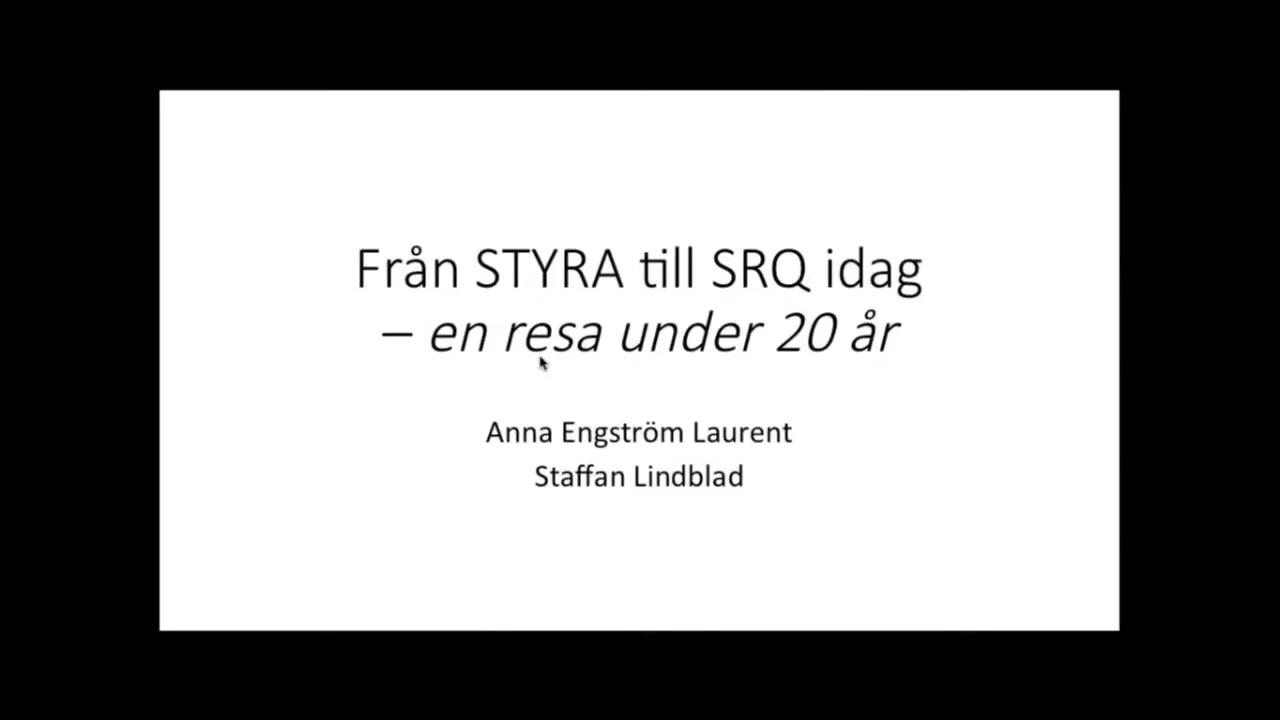 Från STYRA till SRQ idag
– en resa under 20 år
Anna Engström Laurent
Staffan Lindblad